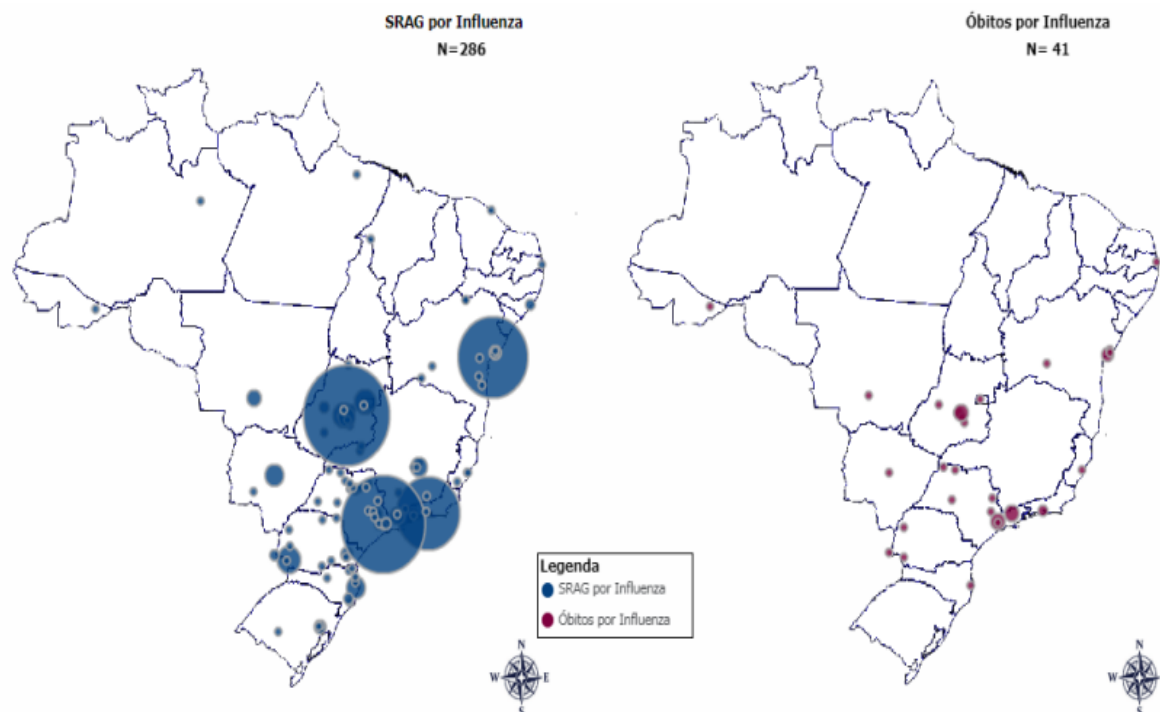 SRAG por Influenza
N=286
Óbitos por Influenza
N= 41
Legenda
SRAG por Influenza
Óbitos por Influenza
N
W E
S
N
W E
S